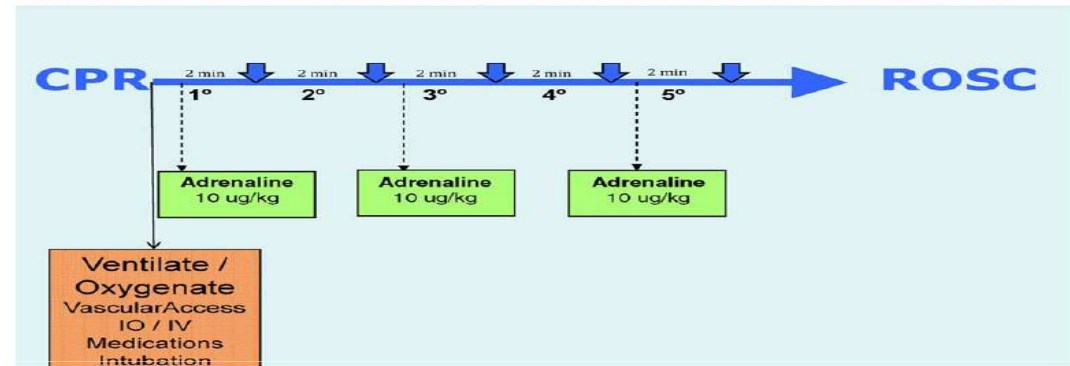 2 min 2 min 2 min 2 min 2 min
CPR ROSC
1º 2º 3º 4º 5º
Adrenaline
10 ug/kg
Adrenaline
10 ug/kg
Adrenaline
10 ug/kg
Ventilate /
Oxygenate
VascularAccess
IO / IV
Medications
Intubation